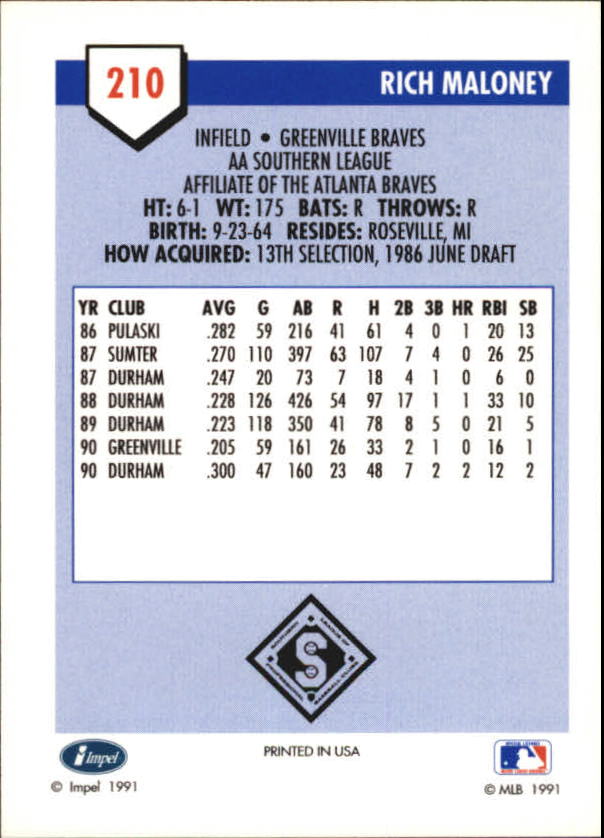 210
RICH MALONEY
INFIELD • GREENVILLE BRAVES
AA SOUTHERN LEAGUE
AFFILIATE OF THE ATLANTA BRAVES
HT: 6-1 WT: 175 BATS: R THROWS: R
BIRTH: 9-23-64 RESIDES: ROSEVILLE, MI
HOW ACQUIRED: 13TH SELECTION, 1986 JUNE DRAFT
YR CLUB AVG G AB R H 2B 3B HR RBI SB
86 PULASKI .282 59 216 41 61 4 0 1 20 13
87 SUMTER .270 110 397 63 107 7 4 0 26 25
87 DURHAM .247 20 73 7 18 4 1 0 6 0
88 DURHAM .228 126 426 54 97 17 1 1 33 10
89 DURHAM .223 118 350 41 78 8 5 0 21 5
90 GREENVILLE .205 59 161 26 33 2 1 0 16 1
90 DURHAM .300 47 160 23 48 7 2 2 12 2
SOUTHERN LEAGUE OF
S
PROFESSIONAL BASEBALL CLUBS
Impel
PRINTED IN USA
© Impel 1991
© MLB 1991